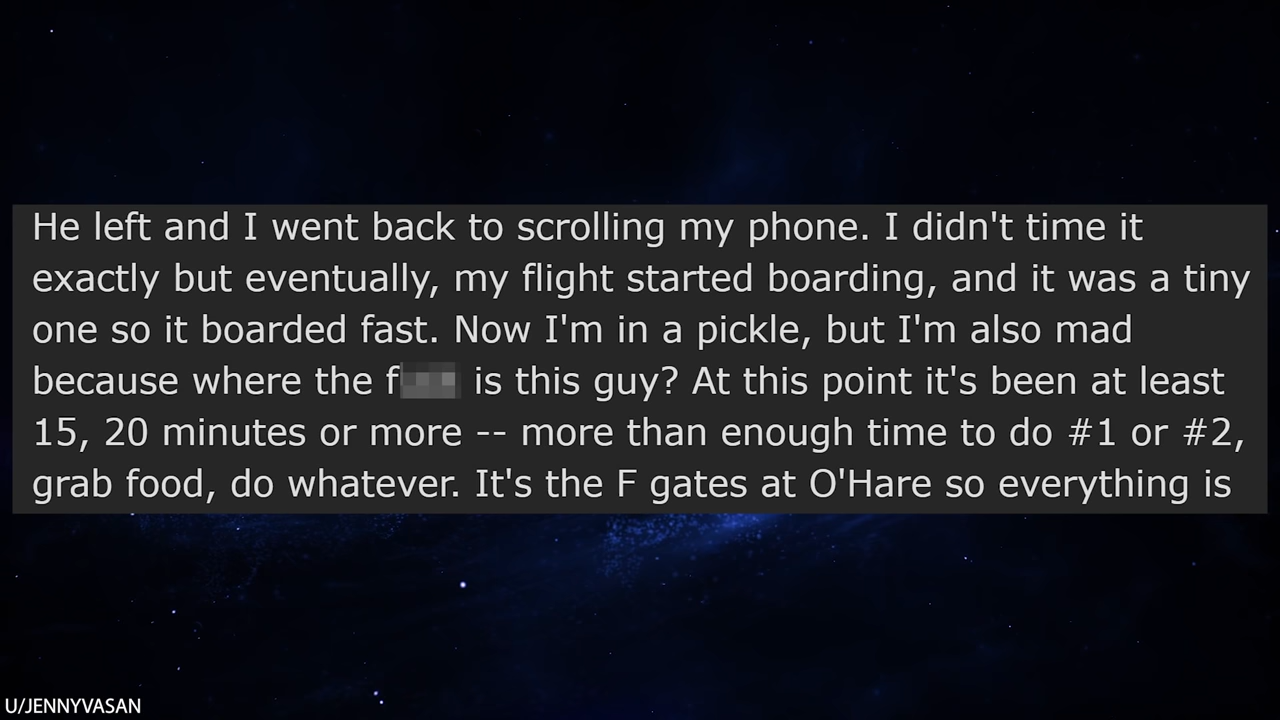 He left and I went back to scrolling my phone. I didn't time it
exactly but eventually, my flight started boarding, and it was a tiny
one so it boarded fast. Now I'm in a pickle, but I'm also mad
because where the f is this guy? At this point it's been at least
15, 20 minutes or more -- more than enough time to do #1 or #2,
grab food, do whatever. It's the F gates at O'Hare so everything is
U/JENNYVASAN